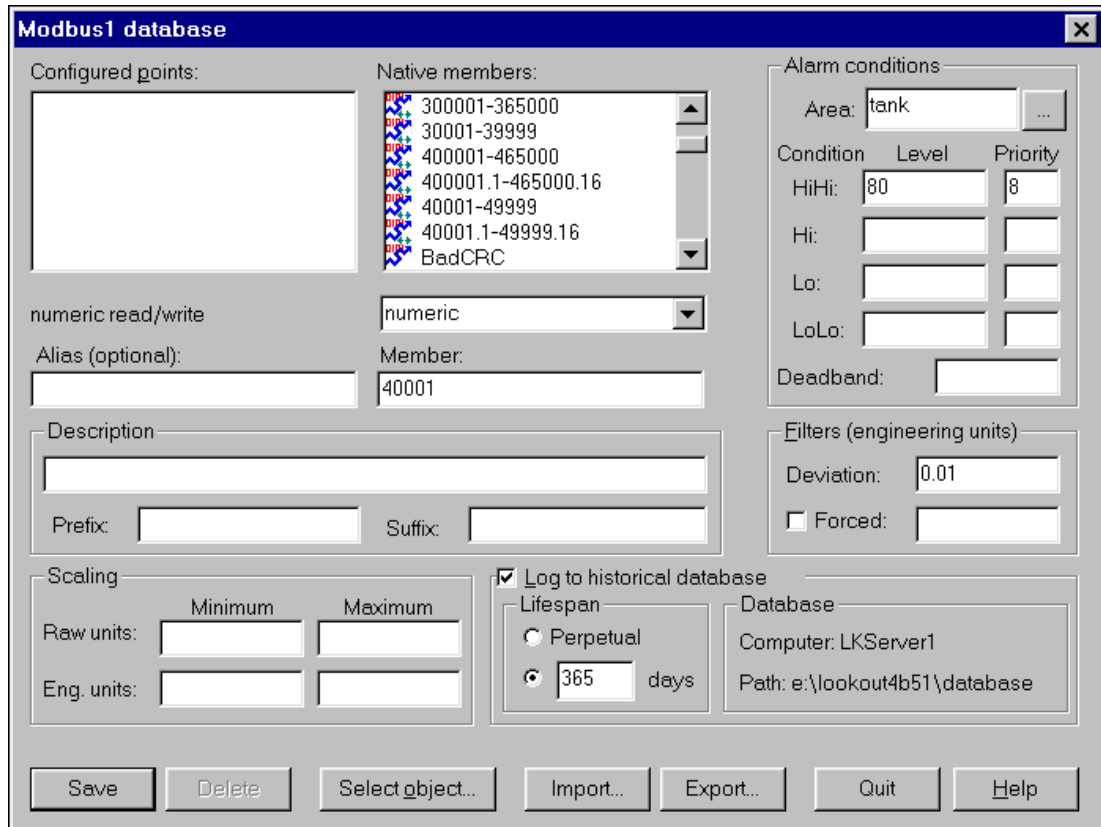 Modbus1 database
Configured points:
Native members:
300001-365000
30001-39999
400001-465000
400001.1-465000.16
40001-49999
40001.1-49999.16
BadCRC
numeric read/write
numeric
Alias (optional):
Member:
40001
Alarm conditions
Area: tank ...
Condition Level Priority
HiHi: 80 8
Hi:
Lo:
LoLo:
Deadband:
Description
Prefix: Suffix:
Filters (engineering units)
Deviation: 0.01
Forced:
Scaling
Minimum Maximum
Raw units:
Eng. units:
Log to historical database
Lifespan
Perpetual
365 days
Database
Computer: LKServer1
Path: e:\lookout4b51\database
Save Delete Select object... Import... Export... Quit Help